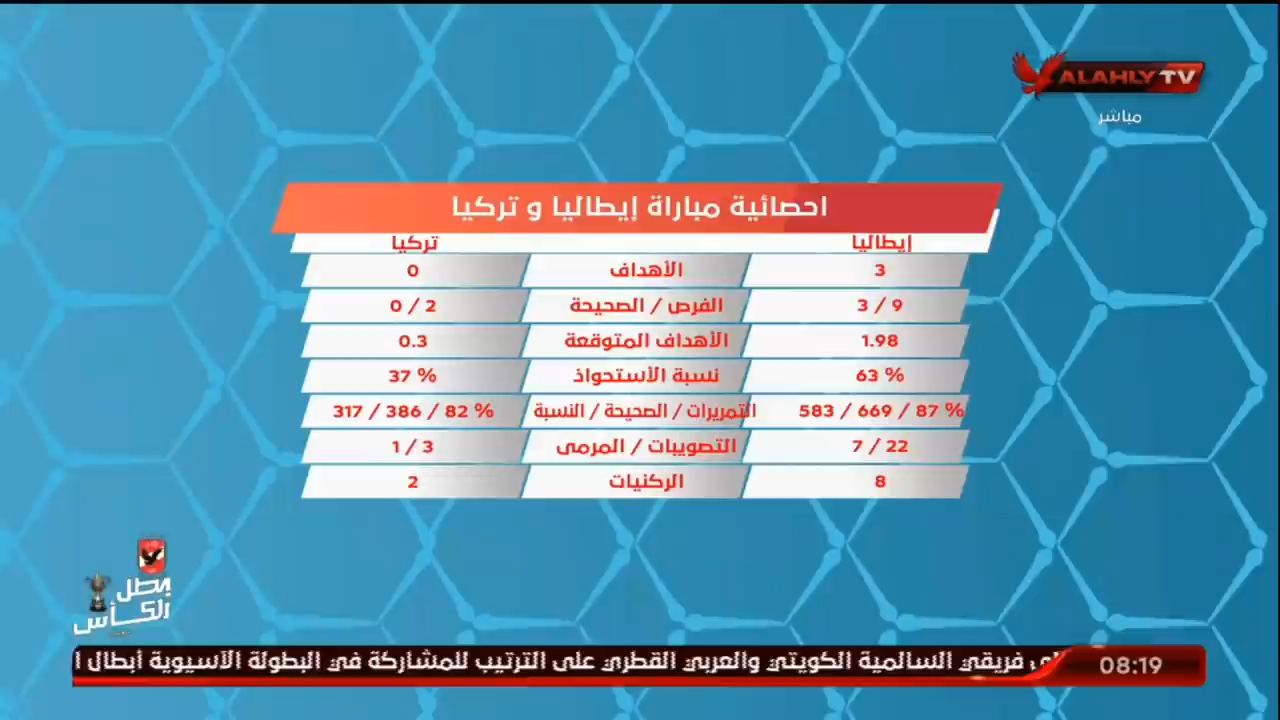 ALAHLY TV
مباشر
احصائية مباراة إيطاليا و تركيا
إيطاليا تركيا
3 الأهداف 0
3 / 9 الفرص / الصحيحة 0 / 2
1.98 الأهداف المتوقعة 0.3
63 % نسبة الأستحواذ 37 %
583 / 669 / 87 % التمريرات / الصحيحة / النسبة 317 / 386 / 82 %
7 / 22 التصويبات / المرمى 1 / 3
8 الركنيات 2
بطل
الكأس
08:19 فريقي السالمية الكويتي والعربي القطري على الترتيب للمشاركة في البطولة الآسيوية أبطال ا